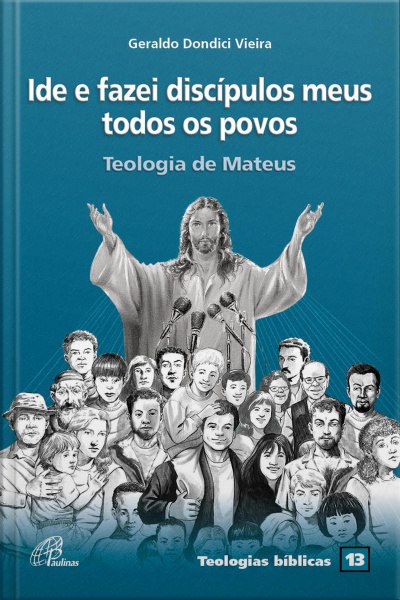 Geraldo Dondici Vieira
Ide e fazei discípulos meus
todos os povos
Teologia de Mateus
Paulinas
Teologias bíblicas 13